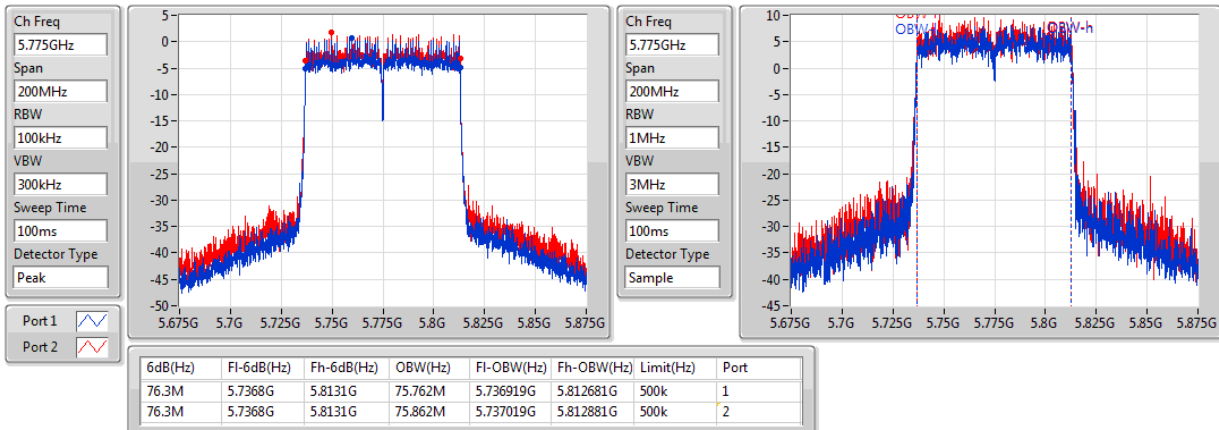 Ch Freq
5.775GHz
Span
200MHz
RBW
100kHz
VBW
300kHz
Sweep Time
100ms
Detector Type
Peak
Port 1
Port 2
5
0
-5
-10
-15
-20
-25
-30
-35
-40
-45
-50
5.675G 5.7G 5.725G 5.75G 5.775G 5.8G 5.825G 5.85G 5.875G
Ch Freq
5.775GHz
Span
200MHz
RBW
1MHz
VBW
3MHz
Sweep Time
100ms
Detector Type
Sample
10
5
0
-5
-10
-15
-20
-25
-30
-35
-40
-45
OBW-h
5.675G 5.7G 5.725G 5.75G 5.775G 5.8G 5.825G 5.85G 5.875G
6dB(Hz) Fl-6dB(Hz) Fh-6dB(Hz) OBW(Hz) Fl-OBW(Hz) Fh-OBW(Hz) Limit(Hz) Port
76.3M 5.7368G 5.8131G 75.762M 5.736919G 5.812681G 500k 1
76.3M 5.7368G 5.8131G 75.862M 5.737019G 5.812881G 500k 2